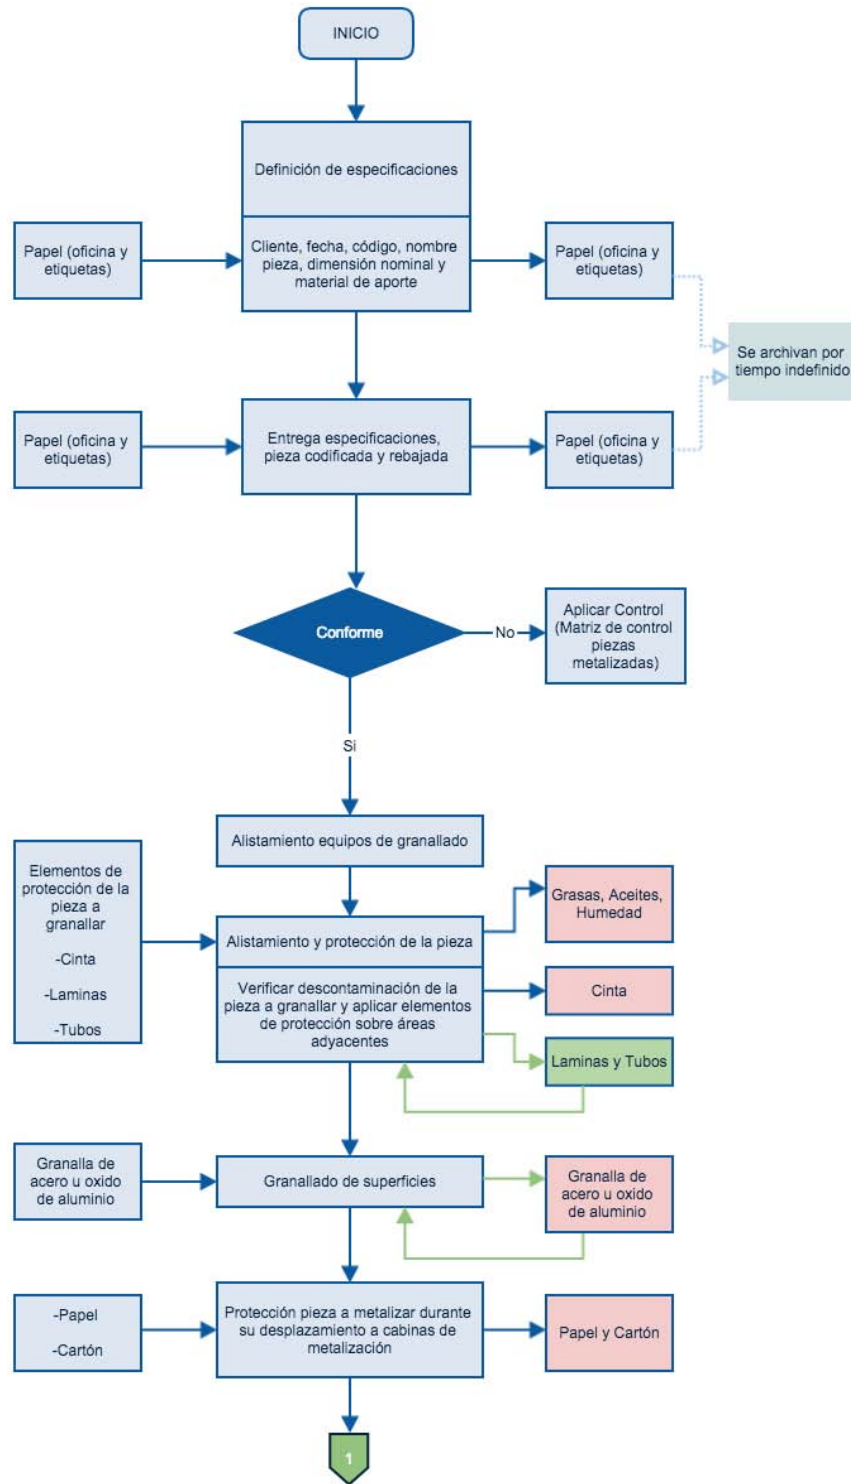 INICIO
Definición de especificaciones
Papel (oficina y
etiquetas)
Cliente, fecha, código, nombre
pieza, dimensión nominal y
material de aporte
Papel (oficina y
etiquetas)
Se archivan por
tiempo indefinido
Papel (oficina y
etiquetas)
Entrega especificaciones,
pieza codificada y rebajada
Papel (oficina y
etiquetas)
Conforme
No
Aplicar Control
(Matriz de control
piezas
metalizadas)
Si
Alistamiento equipos de granallado
Elementos de
protección de la
pieza a
granallar
-Cinta
-Laminas
-Tubos
Alistamiento y protección de la pieza
Grasas, Aceites,
Humedad
Verificar descontaminación de la
pieza a granallar y aplicar elementos
de protección sobre áreas
adyacentes
Cinta
Laminas y Tubos
Granalla de
acero u oxido
de aluminio
Granallado de superficies
Granalla de
acero u oxido
de aluminio
-Papel
-Cartón
Protección pieza a metalizar durante
su desplazamiento a cabinas de
metalización
Papel y Cartón
1